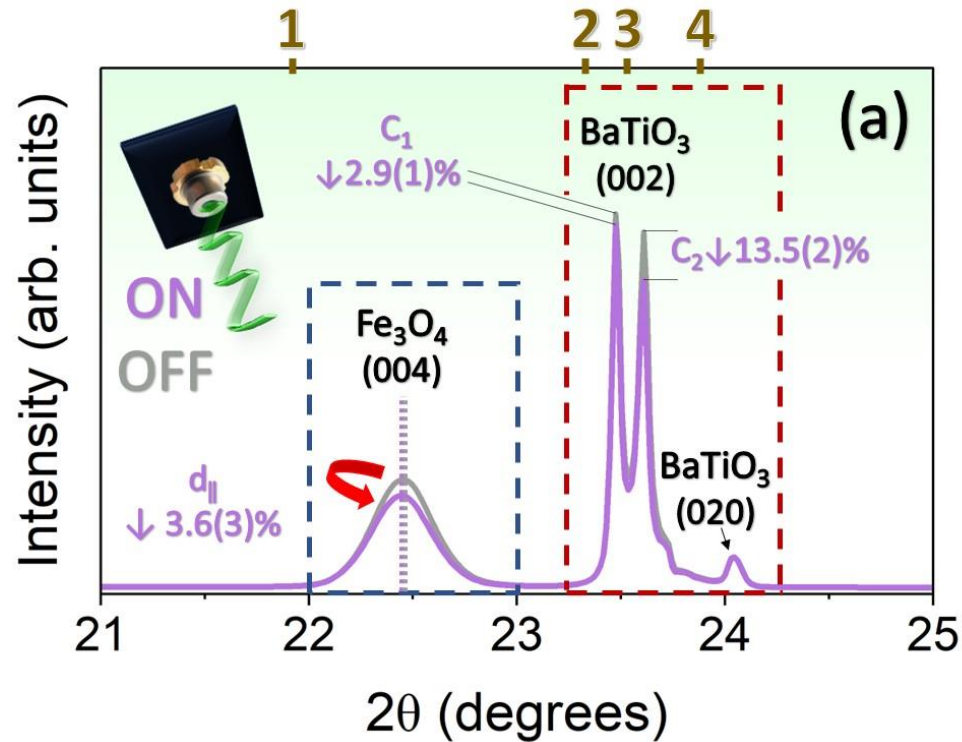 1 2 3 4
(a)
C₁
↓2.9(1)%
BaTiO₃
(002)
C₂↓13.5(2)%
ON
OFF
Fe₃O₄
(004)
d||
↓ 3.6(3)%
BaTiO₃
(020)
Intensity (arb. units)
21 22 23 24 25
2θ (degrees)